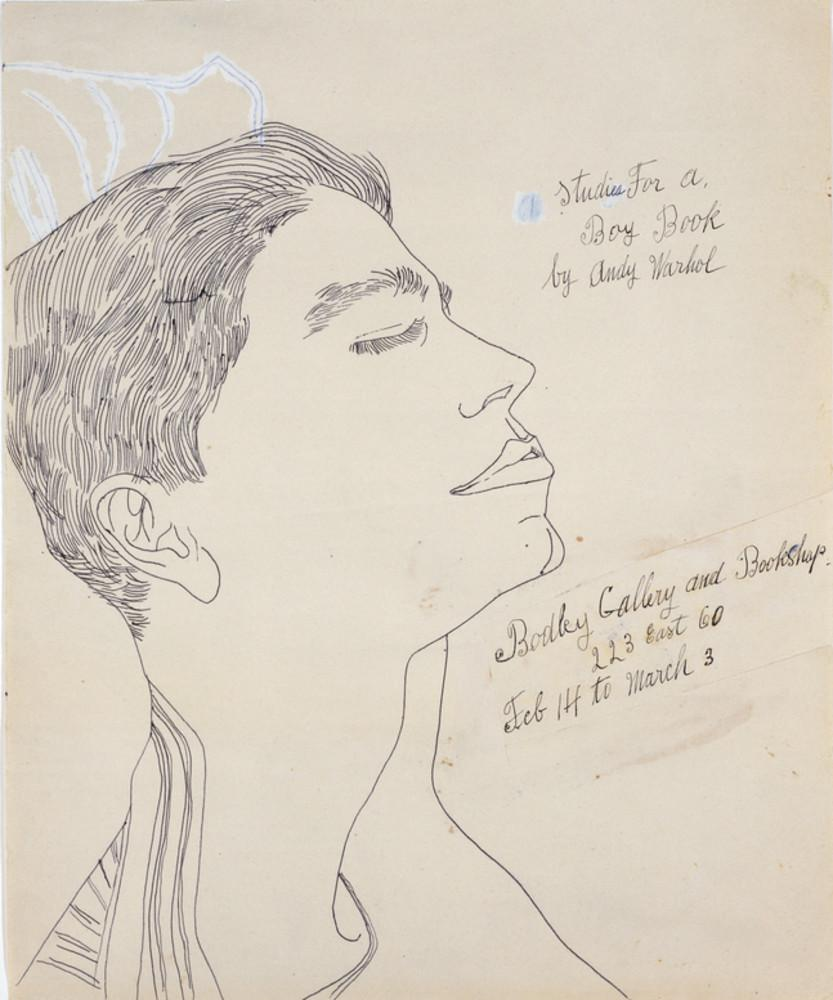 Studies For a.
Boy Book
by Andy Warhol
Bodley Gallery and Bookshop.
223 East 60
Feb 14 to March 3